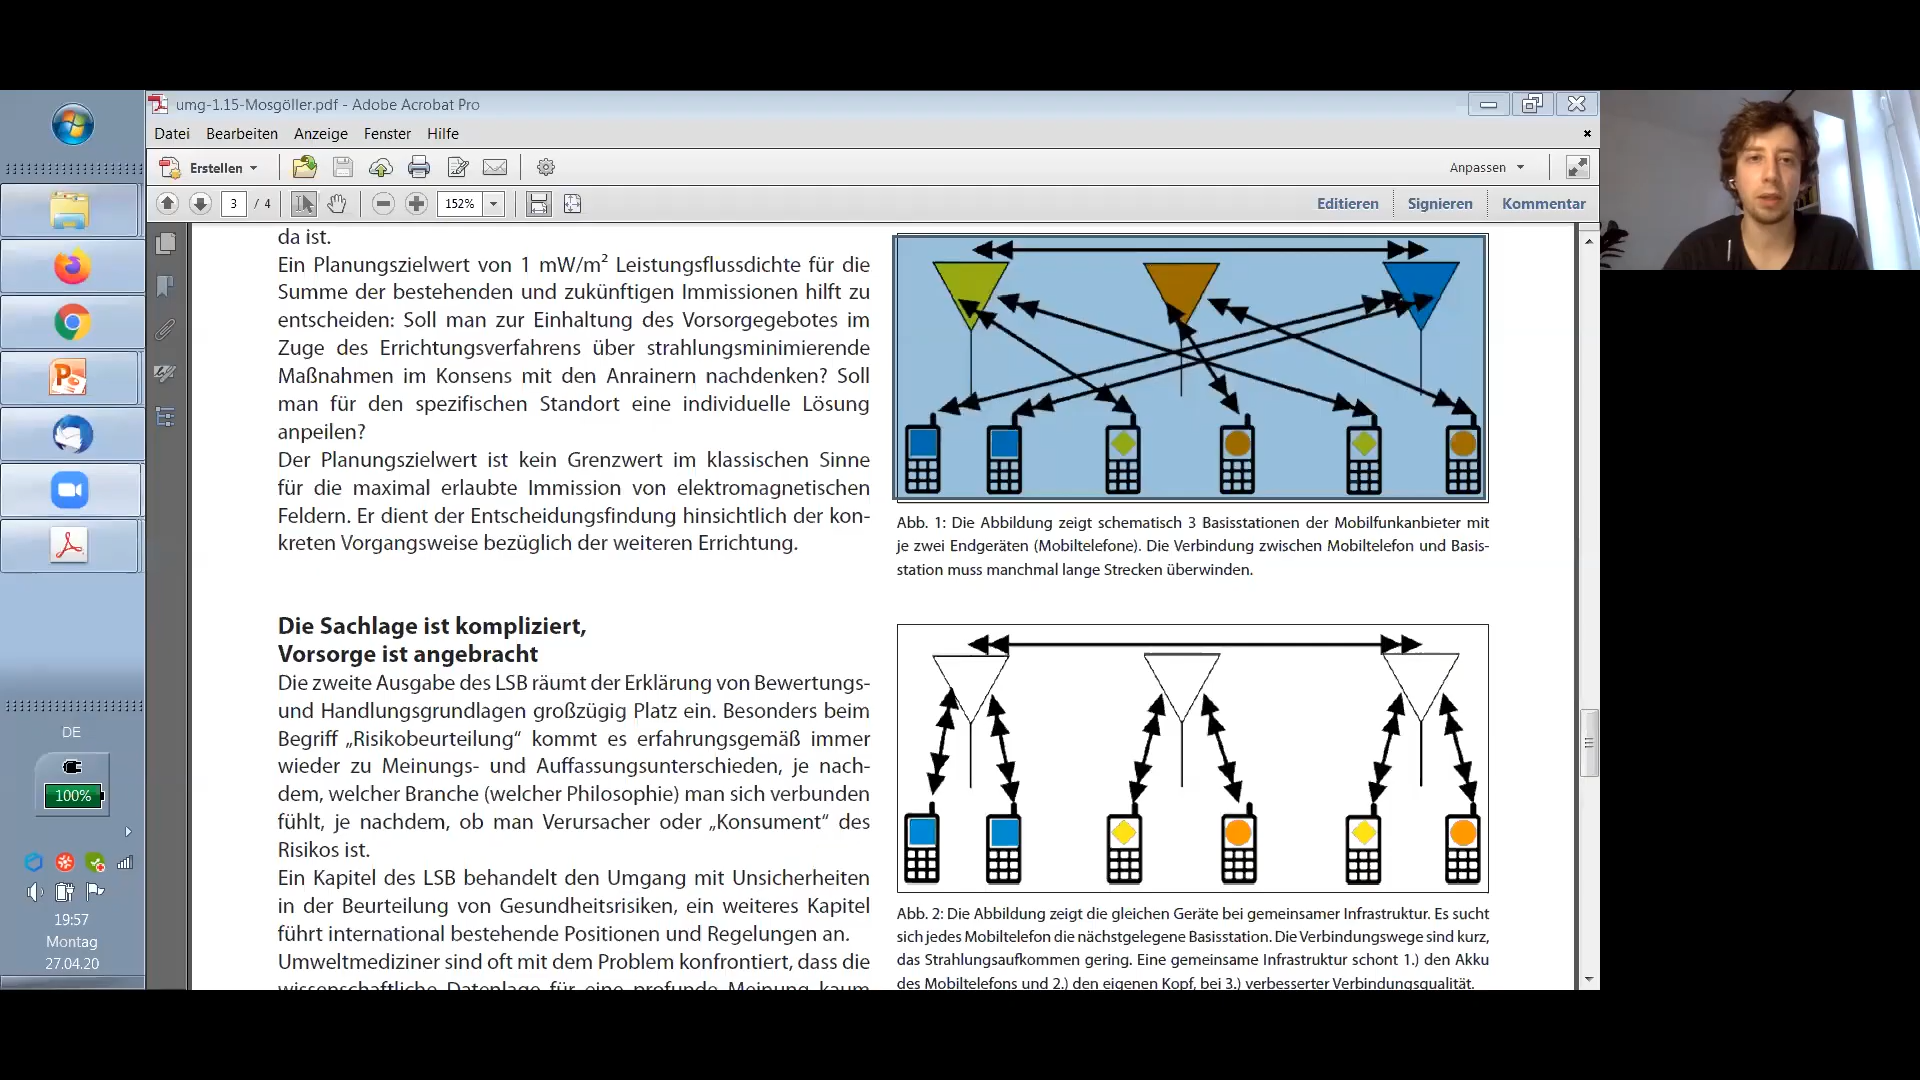 umg-1.15-Mosgöller.pdf - Adobe Acrobat Pro
Datei Bearbeiten Anzeige Fenster Hilfe
Erstellen
Anpassen
3 / 4
152%
Editieren Signieren Kommentar
da ist.
Ein Planungszielwert von 1 mW/m² Leistungsflussdichte für die
Summe der bestehenden und zukünftigen Immissionen hilft zu
entscheiden: Soll man zur Einhaltung des Vorsorgegebotes im
Zuge des Errichtungsverfahrens über strahlungsminimierende
Maßnahmen im Konsens mit den Anrainern nachdenken? Soll
man für den spezifischen Standort eine individuelle Lösung
anpeilen?
Der Planungszielwert ist kein Grenzwert im klassischen Sinne
für die maximal erlaubte Immission von elektromagnetischen
Feldern. Er dient der Entscheidungsfindung hinsichtlich der kon-
kreten Vorgangsweise bezüglich der weiteren Errichtung.
Die Sachlage ist kompliziert,
Vorsorge ist angebracht
Die zweite Ausgabe des LSB räumt der Erklärung von Bewertungs-
und Handlungsgrundlagen großzügig Platz ein. Besonders beim
Begriff „Risikobeurteilung“ kommt es erfahrungsgemäß immer
wieder zu Meinungs- und Auffassungsunterschieden, je nach-
dem, welcher Branche (welcher Philosophie) man sich verbunden
fühlt, je nachdem, ob man Verursacher oder „Konsument“ des
Risikos ist.
Ein Kapitel des LSB behandelt den Umgang mit Unsicherheiten
in der Beurteilung von Gesundheitsrisiken, ein weiteres Kapitel
führt international bestehende Positionen und Regelungen an.
Umweltmediziner sind oft mit dem Problem konfrontiert, dass die
wissenschaftliche Datenlage für eine profunde Meinung kaum
Abb. 1: Die Abbildung zeigt schematisch 3 Basisstationen der Mobilfunkanbieter mit
je zwei Endgeräten (Mobiltelefone). Die Verbindung zwischen Mobiltelefon und Basis-
station muss manchmal lange Strecken überwinden.
Abb. 2: Die Abbildung zeigt die gleichen Geräte bei gemeinsamer Infrastruktur. Es sucht
sich jedes Mobiltelefon die nächstgelegene Basisstation. Die Verbindungswege sind kurz,
das Strahlungsaufkommen gering. Eine gemeinsame Infrastruktur schont 1.) den Akku
des Mobiltelefons und 2.) den eigenen Kopf, bei 3.) verbesserter Verbindungsqualität.
DE
100%
19:57
Montag
27.04.20